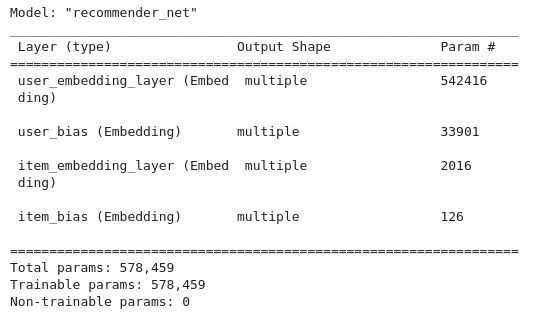 Model: "recommender_net"
_________________________________________________________________
Layer (type) Output Shape Param #
=================================================================
user_embedding_layer (Embed multiple 542416
ding)
user_bias (Embedding) multiple 33901
item_embedding_layer (Embed multiple 2016
ding)
item_bias (Embedding) multiple 126
=================================================================
Total params: 578,459
Trainable params: 578,459
Non-trainable params: 0